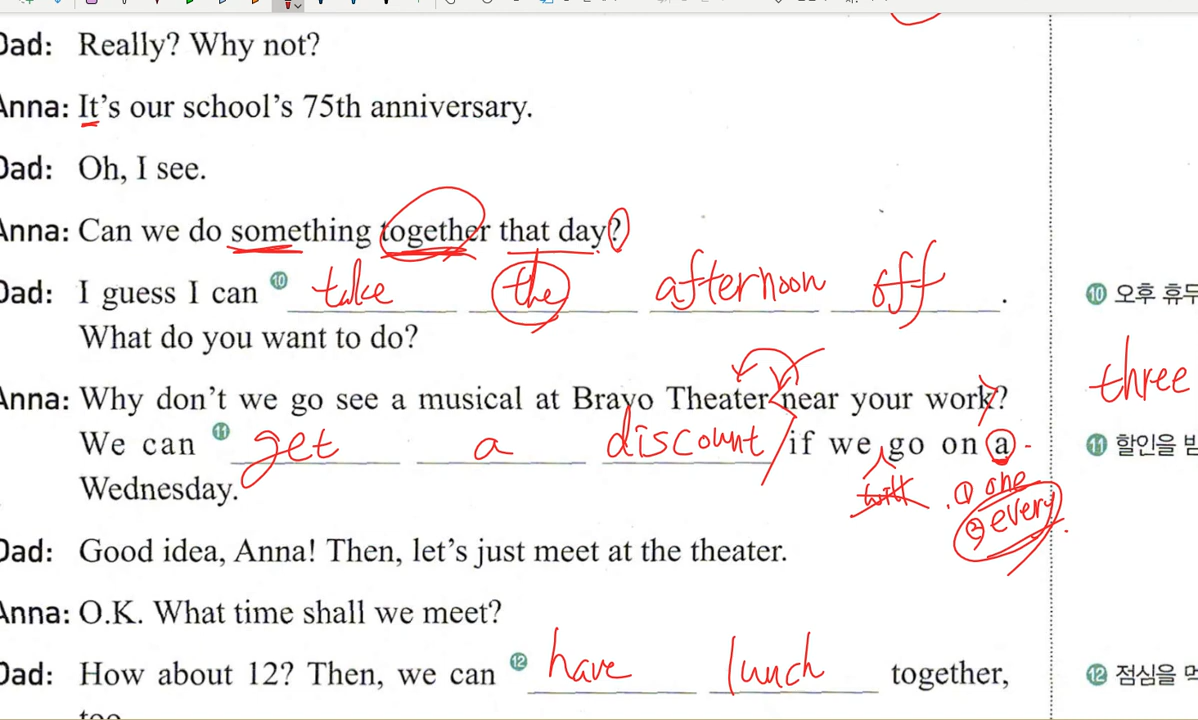 Dad: Really? Why not?
Anna: It's our school's 75th anniversary.
Dad: Oh, I see.
Anna: Can we do something together that day?
Dad: I guess I can ⑩ take the afternoon off.
⑩ 오후 휴무
What do you want to do?
three
Anna: Why don't we go see a musical at Bravo Theater near your work?
We can ⑪ get a discount / if we go on a -
⑪ 할인을 받
Wednesday.
will . ① one
② every.
Dad: Good idea, Anna! Then, let's just meet at the theater.
Anna: O.K. What time shall we meet?
Dad: How about 12? Then, we can ⑫ have lunch together,
⑫ 점심을 먹
too